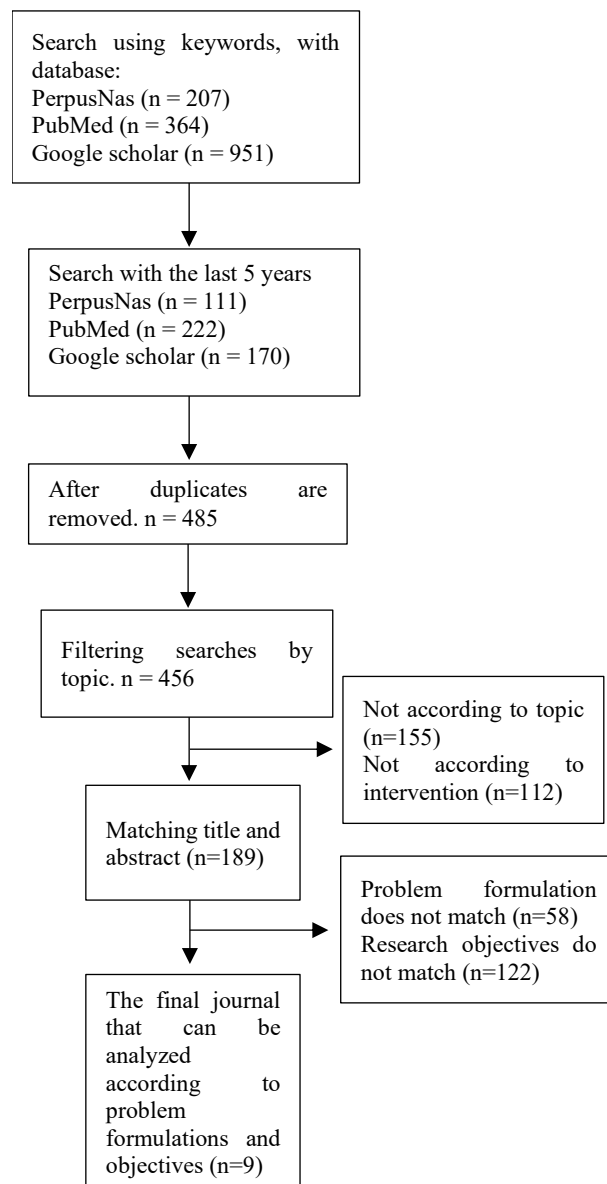 Search using keywords, with
database:
PerpusNas (n = 207)
PubMed (n = 364)
Google scholar (n = 951)
Search with the last 5 years
PerpusNas (n = 111)
PubMed (n = 222)
Google scholar (n = 170)
After duplicates are
removed. n = 485
Filtering searches by
topic. n = 456
Not according to topic
(n=155)
Not according to
intervention (n=112)
Matching title and
abstract (n=189)
Problem formulation
does not match (n=58)
Research objectives do
not match (n=122)
The final journal
that can be
analyzed
according to
problem
formulations and
objectives (n=9)